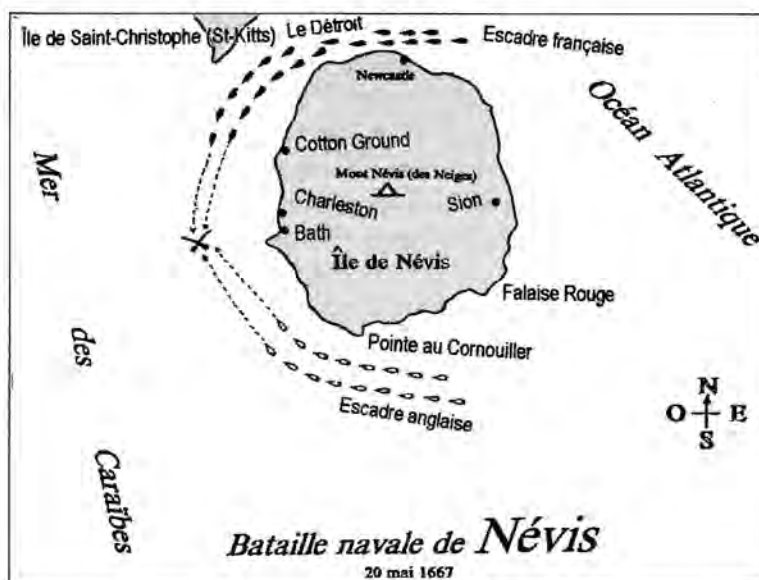 Île de Saint-Christophe (St-Kitts)
Le Détroit
Escadre française
Newcastle
Océan Atlantique
Cotton Ground
Mont Névis (des Neiges)
Charleston
Sion
Bath
Île de Névis
Falaise Rouge
Pointe au Cornouiller
Escadre anglaise
Mer des Caraïbes
N
O E
S
Bataille navale de Névis
20 mai 1667